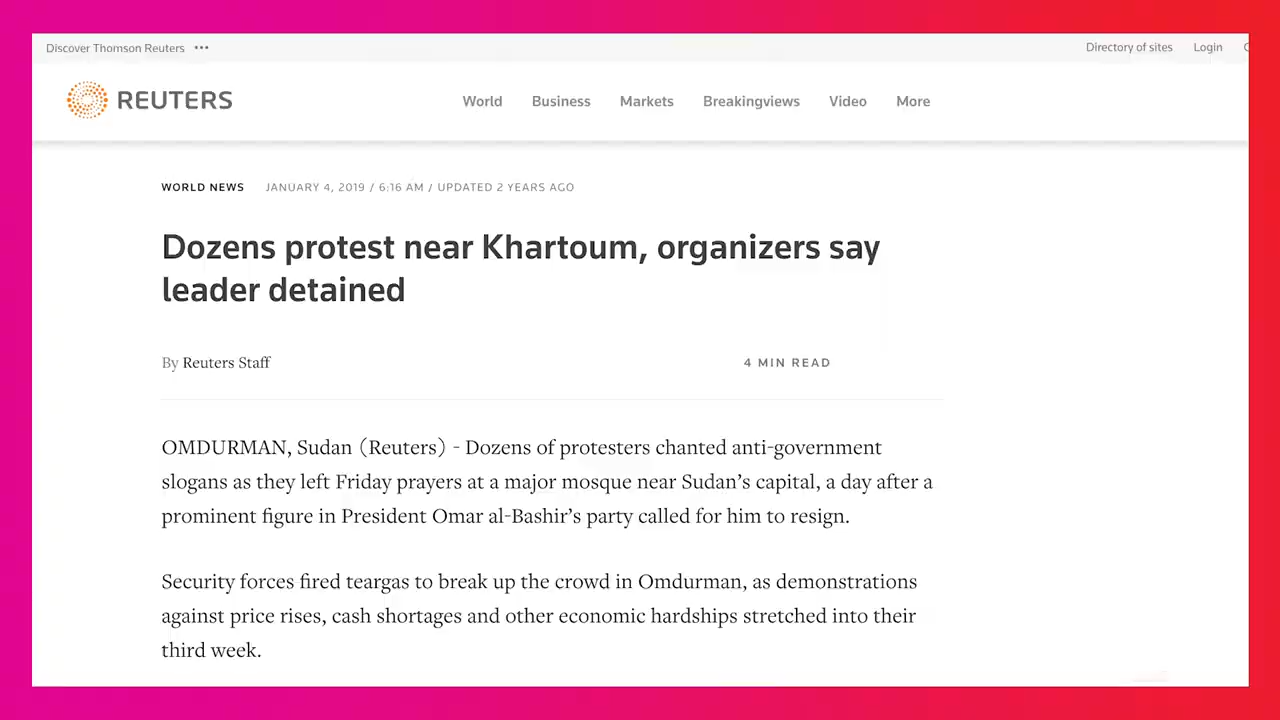 Discover Thomson Reuters •••
Directory of sites Login
REUTERS
World Business Markets Breakingviews Video More
WORLD NEWS JANUARY 4, 2019 / 6:16 AM / UPDATED 2 YEARS AGO
Dozens protest near Khartoum, organizers say
leader detained
By Reuters Staff
4 MIN READ
OMDURMAN, Sudan (Reuters) - Dozens of protesters chanted anti-government
slogans as they left Friday prayers at a major mosque near Sudan’s capital, a day after a
prominent figure in President Omar al-Bashir’s party called for him to resign.
Security forces fired teargas to break up the crowd in Omdurman, as demonstrations
against price rises, cash shortages and other economic hardships stretched into their
third week.